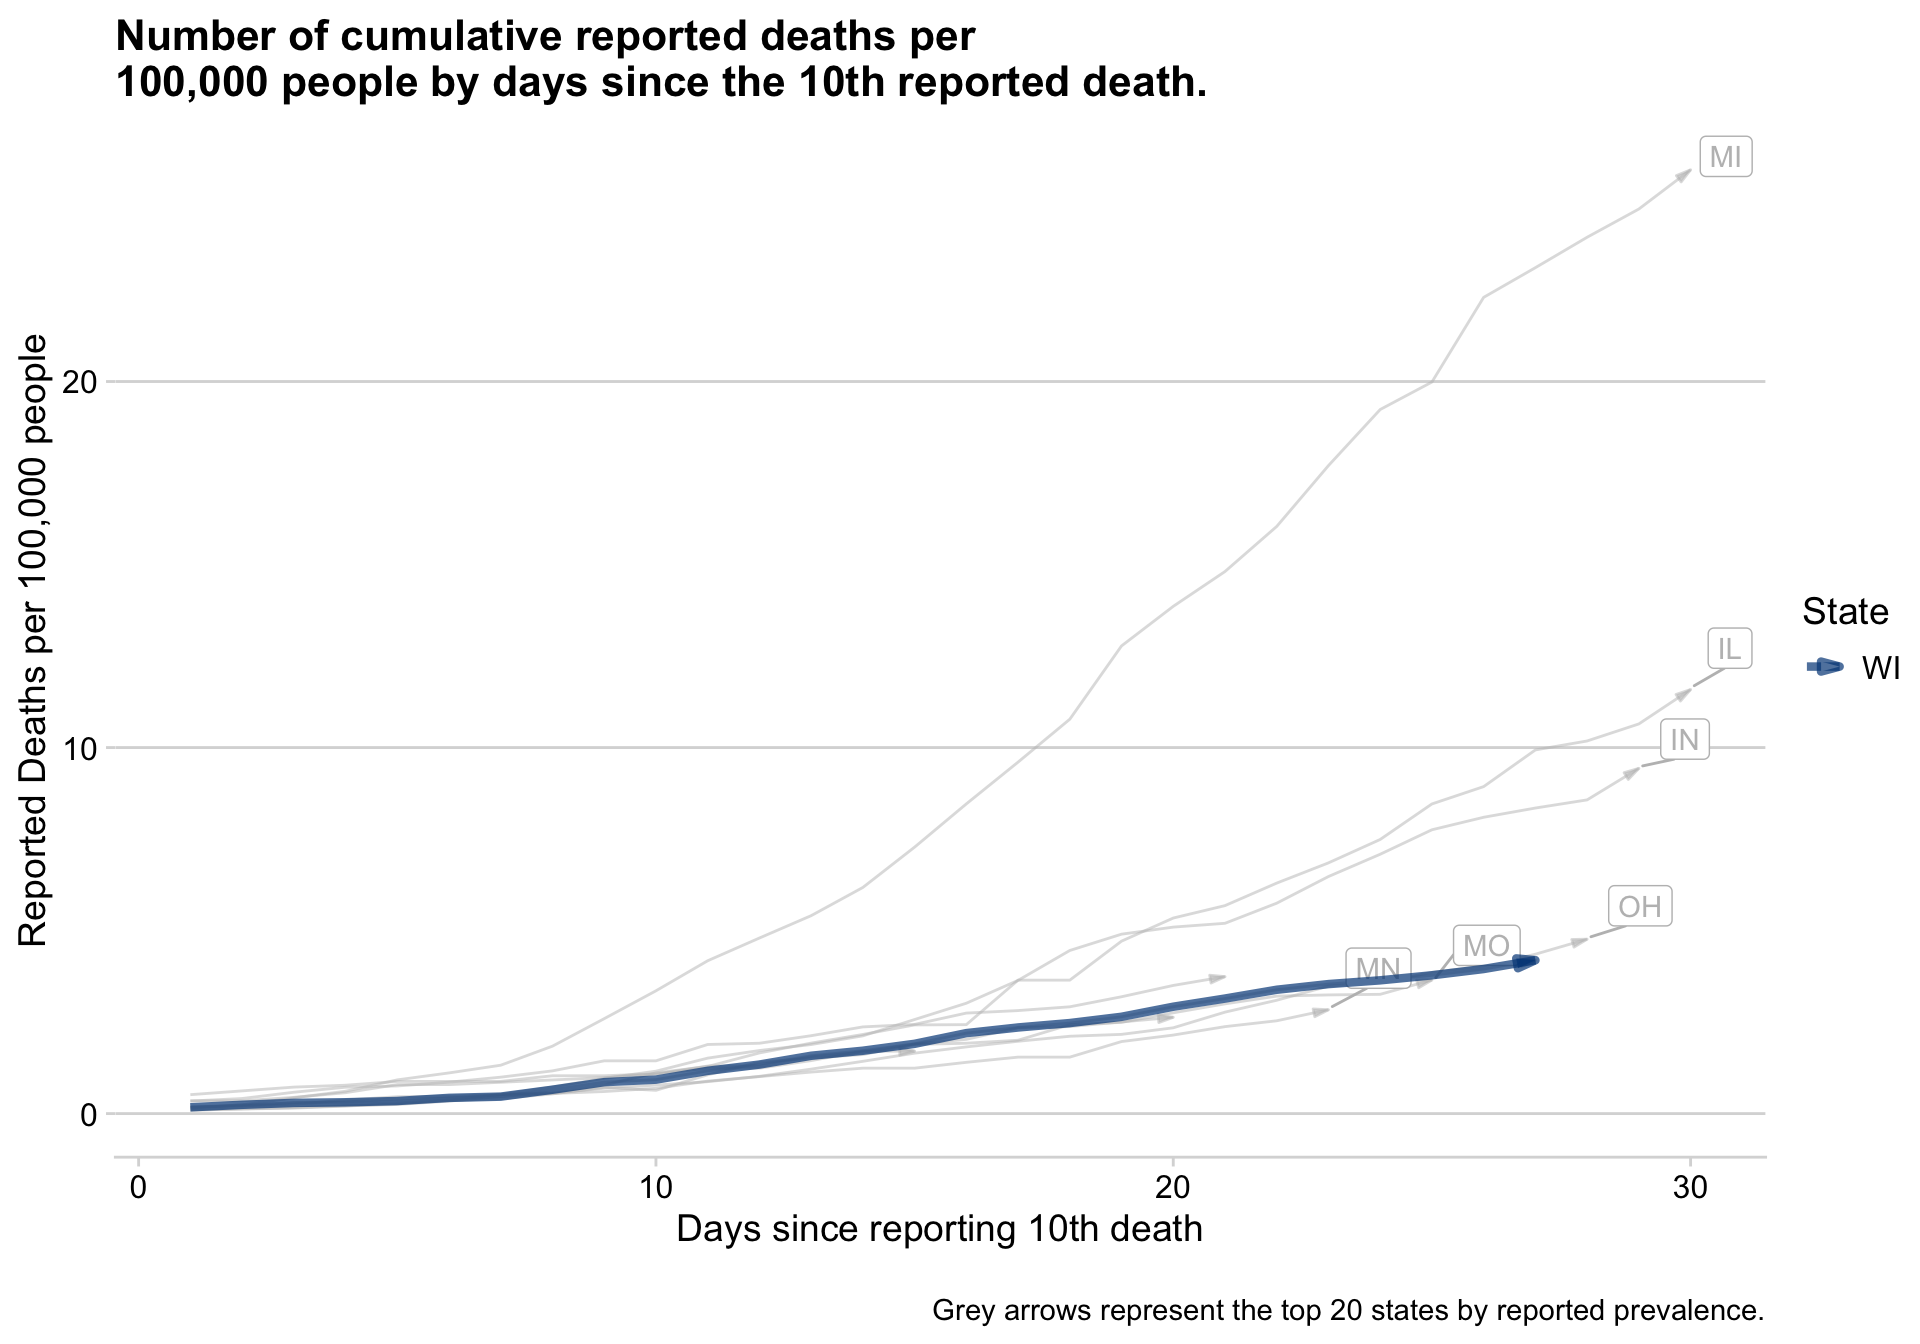 Number of cumulative reported deaths per
100,000 people by days since the 10th reported death.
Reported Deaths per 100,000 people
20
10
0
MI
IL
IN
OH
MO
MN
State
WI
0
10
20
30
Days since reporting 10th death
Grey arrows represent the top 20 states by reported prevalence.